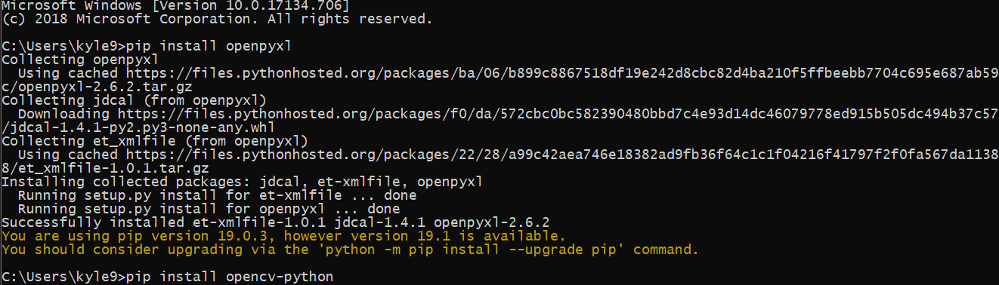 Microsoft Windows [Version 10.0.17134.706]
(c) 2018 Microsoft Corporation. All rights reserved.
C:\Users\kyle9>pip install openpyxl
Collecting openpyxl
  Using cached https://files.pythonhosted.org/packages/ba/06/b899c8867518df19e242d8cbc82d4ba210f5ffbeebb7704c695e687ab59
c/openpyxl-2.6.2.tar.gz
Collecting jdcal (from openpyxl)
  Downloading https://files.pythonhosted.org/packages/f0/da/572cbc0bc582390480bbd7c4e93d14dc46079778ed915b505dc494b37c57
/jdcal-1.4.1-py2.py3-none-any.whl
Collecting et_xmlfile (from openpyxl)
  Using cached https://files.pythonhosted.org/packages/22/28/a99c42aea746e18382ad9fb36f64c1c1f04216f41797f2f0fa567da1138
8/et_xmlfile-1.0.1.tar.gz
Installing collected packages: jdcal, et-xmlfile, openpyxl
  Running setup.py install for et-xmlfile ... done
  Running setup.py install for openpyxl ... done
Successfully installed et-xmlfile-1.0.1 jdcal-1.4.1 openpyxl-2.6.2
You are using pip version 19.0.3, however version 19.1 is available.
You should consider upgrading via the 'python -m pip install --upgrade pip' command.
C:\Users\kyle9>pip install opencv-python